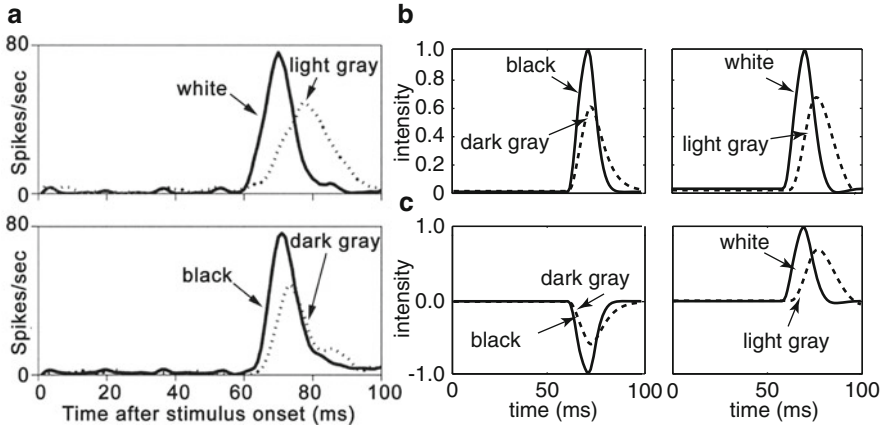 a
80
Spikes/sec
0
white
light gray
80
Spikes/sec
0
black
dark gray
0 20 40 60 80 100
Time after stimulus onset (ms)
b
1.0
0.8
0.6
0.4
0.2
0
intensity
black
dark gray
white
light gray
c
1.0
0.0
-1.0
intensity
dark gray
black
0 50 100
time (ms)
white
light gray
0 50 100
time (ms)